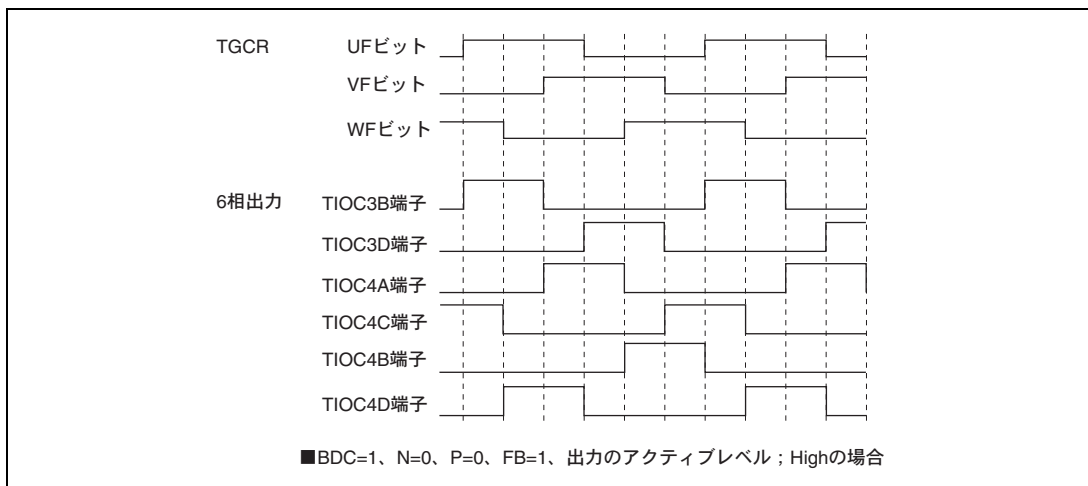 TGCR UFビット
VFビット
WFビット
6相出力 TIOC3B端子
TIOC3D端子
TIOC4A端子
TIOC4C端子
TIOC4B端子
TIOC4D端子
■BDC=1、N=0、P=0、FB=1、出力のアクティブレベル；Highの場合